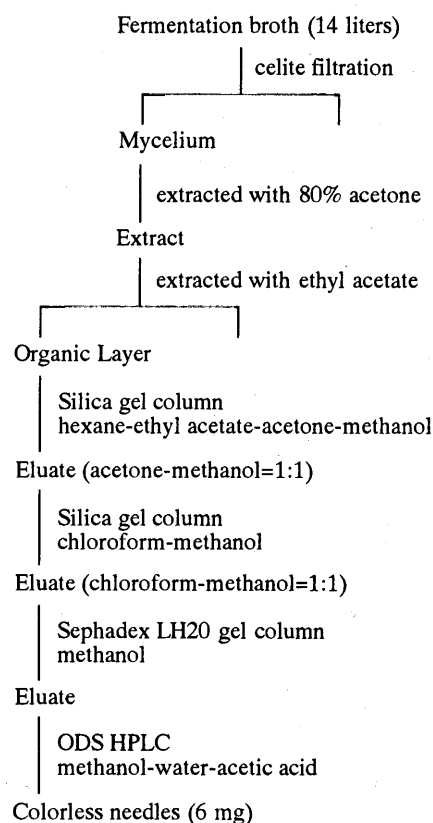 Fermentation broth (14 liters)
celite filtration
Mycelium
extracted with 80% acetone
Extract
extracted with ethyl acetate
Organic Layer
Silica gel column
hexane-ethyl acetate-acetone-methanol
Eluate (acetone-methanol=1:1)
Silica gel column
chloroform-methanol
Eluate (chloroform-methanol=1:1)
Sephadex LH20 gel column
methanol
Eluate
ODS HPLC
methanol-water-acetic acid
Colorless needles (6 mg)